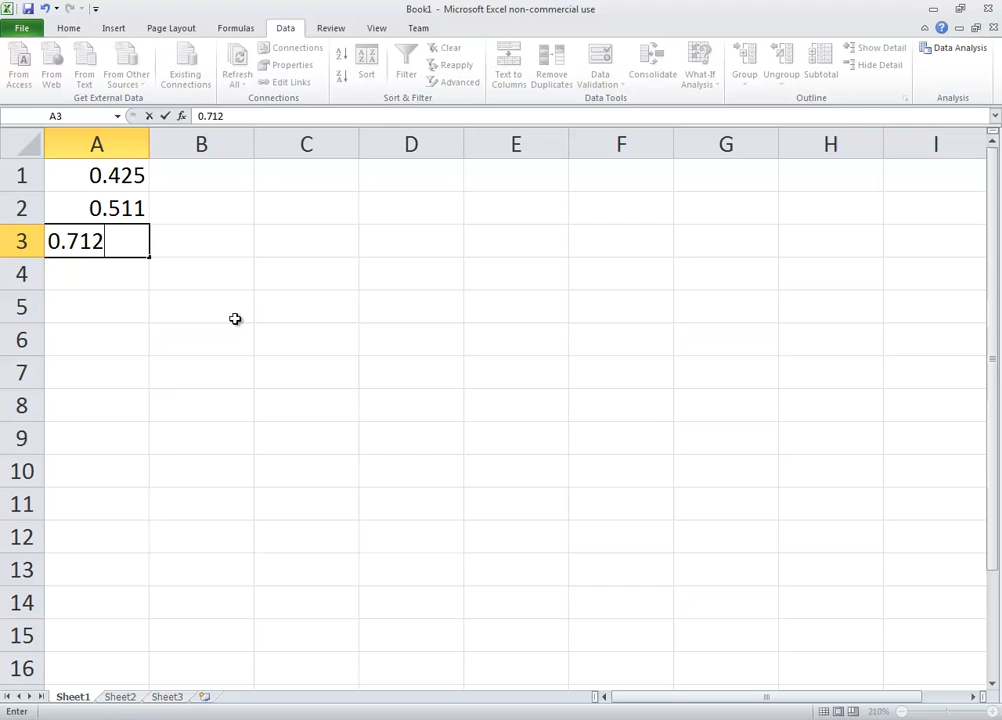 Book1 - Microsoft Excel non-commercial use
File Home Insert Page Layout Formulas Data Review View Team
From Access
From Web
From Text
From Other Sources
Existing Connections
Get External Data
Refresh All
Connections
Properties
Edit Links
Connections
Sort
Filter
Clear
Reapply
Advanced
Sort & Filter
Text to Columns
Remove Duplicates
Data Validation
Consolidate
What-If Analysis
Data Tools
Group
Ungroup
Subtotal
Show Detail
Hide Detail
Outline
Data Analysis
Analysis
A3 fx 0.712
A B C D E F G H I
1 0.425
2 0.511
3 0.712
4
5
6
7
8
9
10
11
12
13
14
15
16
Sheet1 Sheet2 Sheet3
Enter 210%